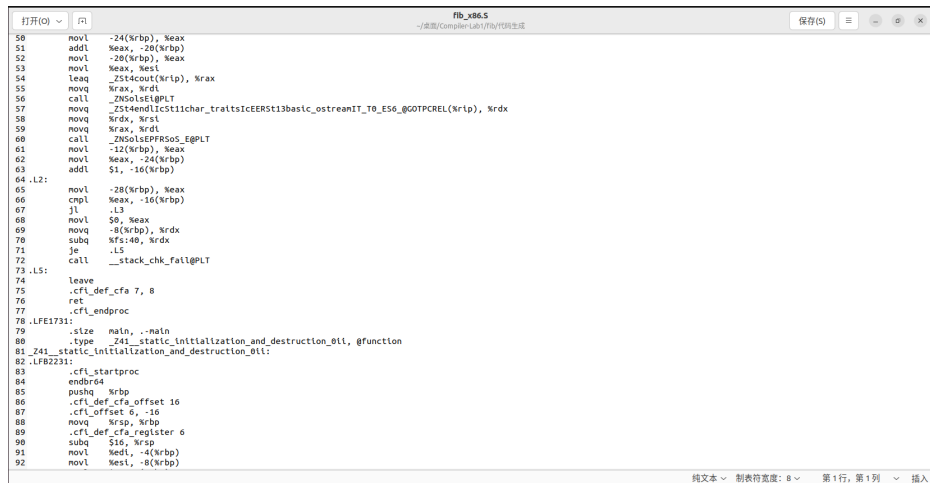 打开(O)
fib_x86.S
~/桌面/Compiler-Lab1/fib/代码生成
保存(S)
50 movl -24(%rbp), %eax
51 addl %eax, -20(%rbp)
52 movl -20(%rbp), %eax
53 movl %eax, %esi
54 leaq _ZSt4cout(%rip), %rax
55 movq %rax, %rdi
56 call _ZNSolsEi@PLT
57 movq _ZSt4endlIcSt11char_traitsIcEERSt13basic_ostreamIT_T0_ES6_@GOTPCREL(%rip), %rdx
58 movq %rdx, %rsi
59 movq %rax, %rdi
60 call _ZNSolsEPFRSoS_E@PLT
61 movl -12(%rbp), %eax
62 movl %eax, -24(%rbp)
63 addl $1, -16(%rbp)
64 .L2:
65 movl -28(%rbp), %eax
66 cmpl %eax, -16(%rbp)
67 jl .L3
68 movl $0, %eax
69 movq -8(%rbp), %rdx
70 subq %fs:40, %rdx
71 je .L5
72 call __stack_chk_fail@PLT
73 .L5:
74 leave
75 .cfi_def_cfa 7, 8
76 ret
77 .cfi_endproc
78 .LFE1731:
79 .size main, .-main
80 .type _Z41__static_initialization_and_destruction_0ii, @function
81 _Z41__static_initialization_and_destruction_0ii:
82 .LFB2231:
83 .cfi_startproc
84 endbr64
85 pushq %rbp
86 .cfi_def_cfa_offset 16
87 .cfi_offset 6, -16
88 movq %rsp, %rbp
89 .cfi_def_cfa_register 6
90 subq $16, %rsp
91 movl %edi, -4(%rbp)
92 movl %esi, -8(%rbp)
纯文本 制表符宽度：8 第 1 行，第 1 列 插入